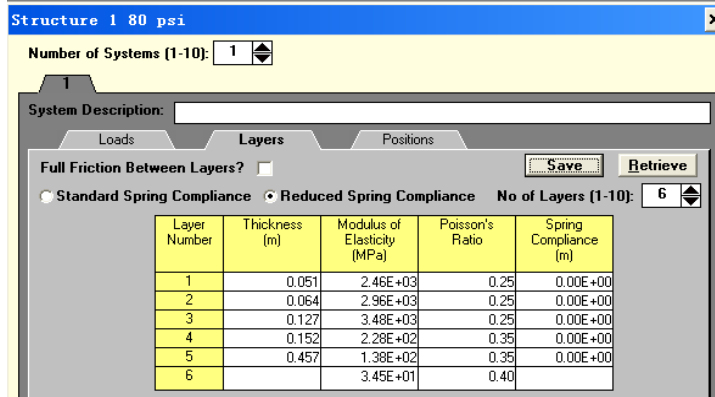 Structure 1 80 psi
Number of Systems (1-10): 1
1
System Description:
Loads Layers Positions
Full Friction Between Layers? Save Retrieve
Standard Spring Compliance Reduced Spring Compliance No of Layers (1-10): 6
Layer Number Thickness (m) Modulus of Elasticity (MPa) Poisson's Ratio Spring Compliance (m)
1 0.051 2.46E+03 0.25 0.00E+00
2 0.064 2.96E+03 0.25 0.00E+00
3 0.127 3.48E+03 0.25 0.00E+00
4 0.152 2.28E+02 0.35 0.00E+00
5 0.457 1.38E+02 0.35 0.00E+00
6 3.45E+01 0.40